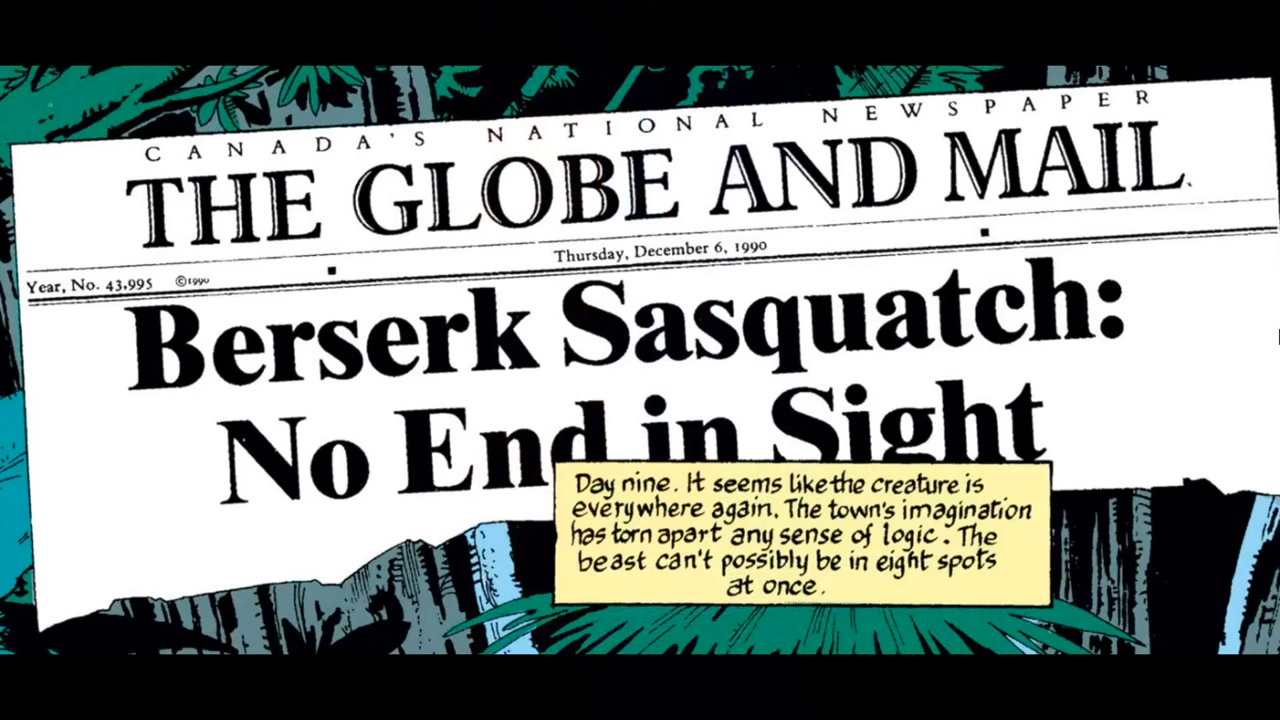 CANADA'S NATIONAL NEWSPAPER
THE GLOBE AND MAIL
Thursday, December 6, 1990
Year, No. 43,995 ©1990
Berserk Sasquatch:
No End in Sight
Day nine. It seems like the creature is
everywhere again. The town's imagination
has torn apart any sense of logic. The
beast can't possibly be in eight spots
at once.